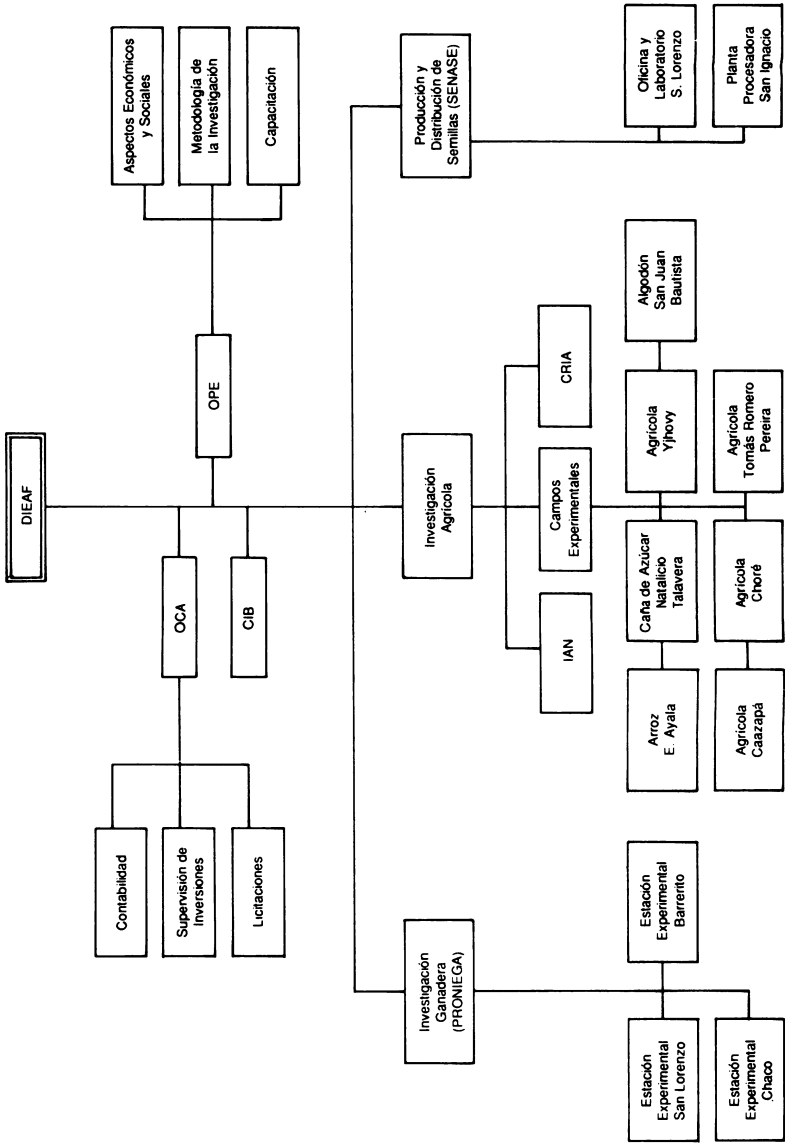 DIEAF
OPE
Aspectos Económicos
y Sociales
Metodología de
la Investigación
Capacitación
OCA
CIB
Contabilidad
Supervisión de
Inversiones
Licitaciones
Investigación
Ganadera
(PRONIEGA)
Investigación
Agrícola
Producción y
Distribución de
Semillas (SENASE)
IAN
Campos
Experimentales
CRIA
Estación
Experimental
San Lorenzo
Estación
Experimental
Barrerito
Estación
Experimental
Chaco
Arroz
E. Ayala
Caña de Azúcar
Natalicio
Talavera
Agrícola
Yjhovy
Algodón
San Juan
Bautista
Agrícola
Caazapá
Agrícola
Choré
Agrícola
Tomás Romero
Pereira
Oficina y
Laboratorio
S. Lorenzo
Planta
Procesadora
San Ignacio